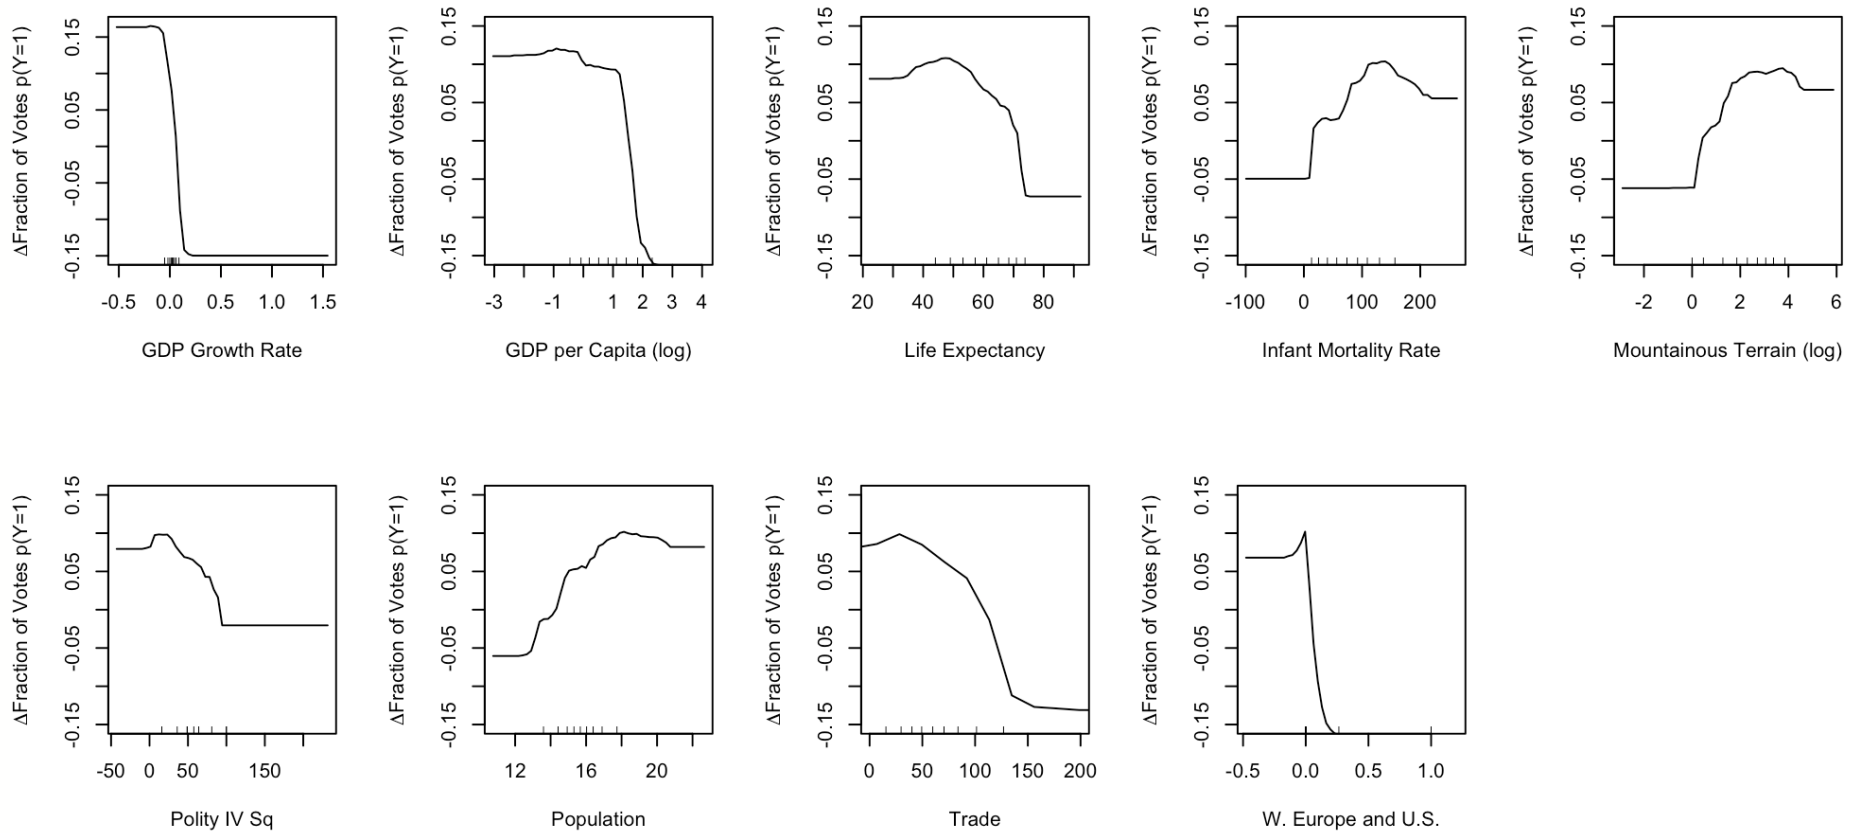 ΔFraction of Votes p(Y=1)
0.15
0.05
-0.05
-0.15
-0.5 0.0 0.5 1.0 1.5
GDP Growth Rate
ΔFraction of Votes p(Y=1)
0.15
0.05
-0.05
-0.15
-3 -1 1 2 3 4
GDP per Capita (log)
ΔFraction of Votes p(Y=1)
0.15
0.05
-0.05
-0.15
20 40 60 80
Life Expectancy
ΔFraction of Votes p(Y=1)
0.15
0.05
-0.05
-0.15
-100 0 100 200
Infant Mortality Rate
ΔFraction of Votes p(Y=1)
0.15
0.05
-0.05
-0.15
-2 0 2 4 6
Mountainous Terrain (log)
ΔFraction of Votes p(Y=1)
0.15
0.05
-0.05
-0.15
-50 0 50 150
Polity IV Sq
ΔFraction of Votes p(Y=1)
0.15
0.05
-0.05
-0.15
12 16 20
Population
ΔFraction of Votes p(Y=1)
0.15
0.05
-0.05
-0.15
0 50 100 150 200
Trade
ΔFraction of Votes p(Y=1)
0.15
0.05
-0.05
-0.15
-0.5 0.0 0.5 1.0
W. Europe and U.S.